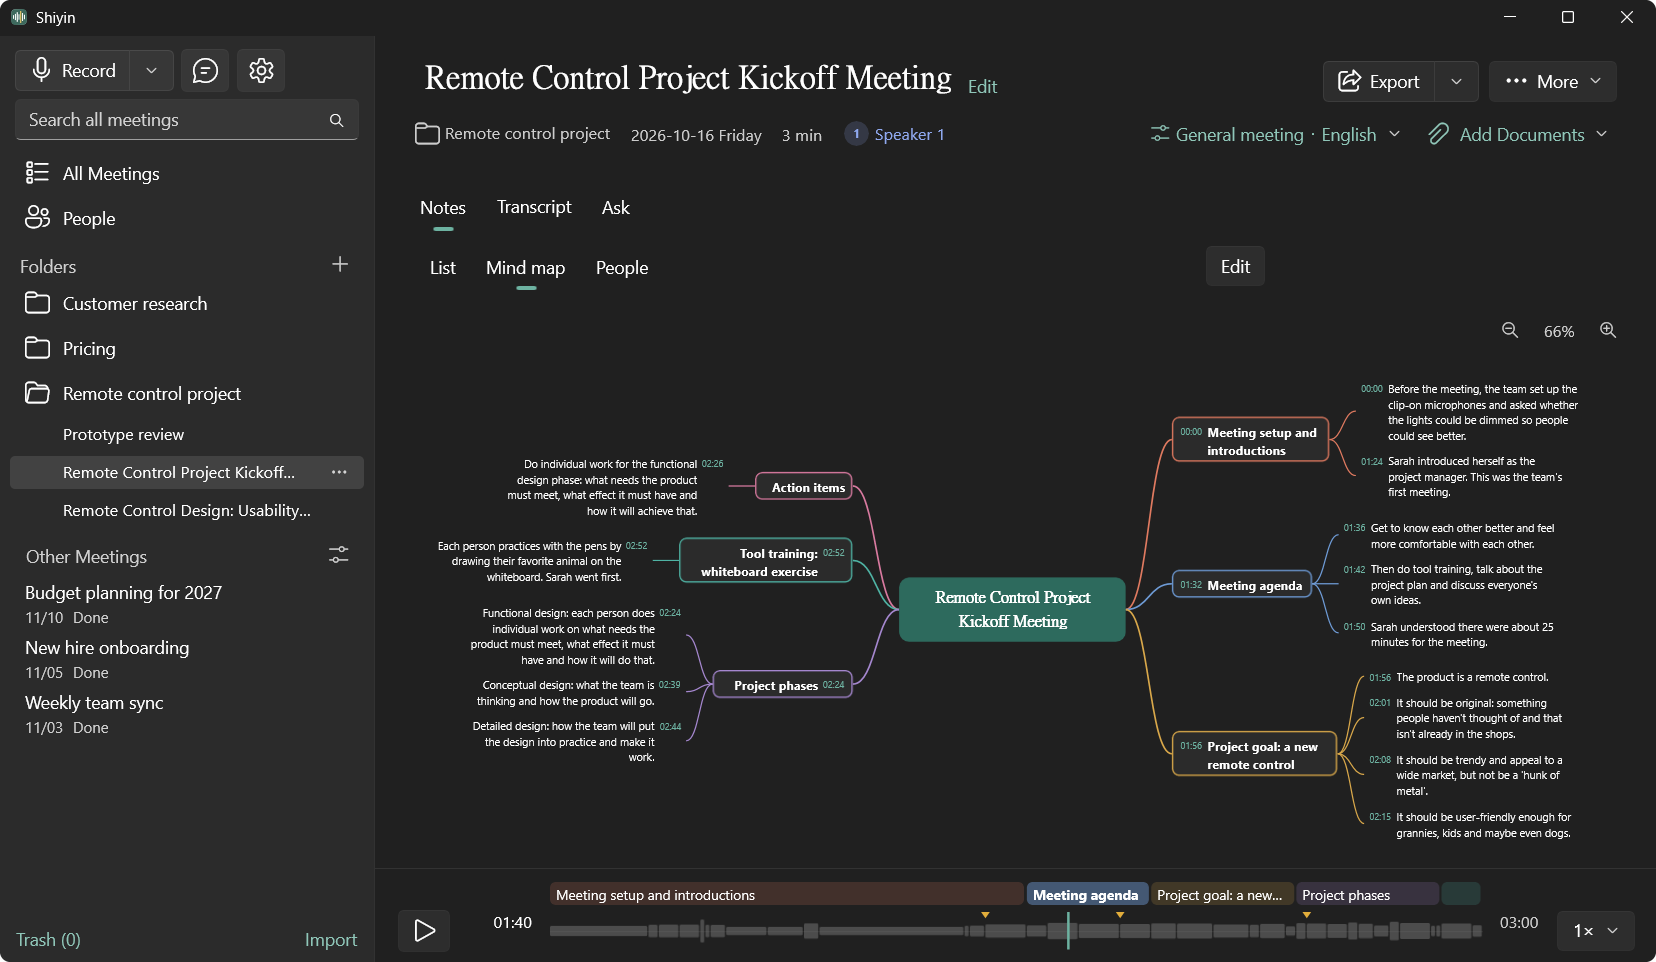 Shiyin
Record
Search all meetings
All Meetings
People
Folders
Customer research
Pricing
Remote control project
Prototype review
Remote Control Project Kickoff...
Remote Control Design: Usability...
Other Meetings
Budget planning for 2027
11/10 Done
New hire onboarding
11/05 Done
Weekly team sync
11/03 Done
Trash (0)
Import
Remote Control Project Kickoff Meeting
Edit
Export
More
Remote control project
2026-10-16 Friday
3 min
1
Speaker 1
General meeting · English
Add Documents
Notes
Transcript
Ask
List
Mind map
People
Edit
66%
Do individual work for the functional 02:26
design phase: what needs the product
must meet, what effect it must have and
how it will achieve that.
Action items
Each person practices with the pens by 02:52
drawing their favorite animal on the
whiteboard. Sarah went first.
Tool training: 02:52
whiteboard exercise
Functional design: each person does 02:24
individual work on what needs the
product must meet, what effect it must
have and how it will do that.
Conceptual design: what the team is 02:39
thinking and how the product will go.
Detailed design: how the team will put 02:44
the design into practice and make it
work.
Project phases 02:24
Remote Control Project
Kickoff Meeting
00:00 Meeting setup and
introductions
00:00 Before the meeting, the team set up the
clip-on microphones and asked whether
the lights could be dimmed so people
could see better.
01:24 Sarah introduced herself as the
project manager. This was the team's
first meeting.
01:32 Meeting agenda
01:36 Get to know each other better and feel
more comfortable with each other.
01:42 Then do tool training, talk about the
project plan and discuss everyone's
own ideas.
01:50 Sarah understood there were about 25
minutes for the meeting.
01:56 Project goal: a new
remote control
01:56 The product is a remote control.
02:01 It should be original: something
people haven't thought of and that
isn't already in the shops.
02:08 It should be trendy and appeal to a
wide market, but not be a 'hunk of
metal'.
02:15 It should be user-friendly enough for
grannies, kids and maybe even dogs.
Meeting setup and introductions
Meeting agenda
Project goal: a new...
Project phases
01:40
03:00
1×